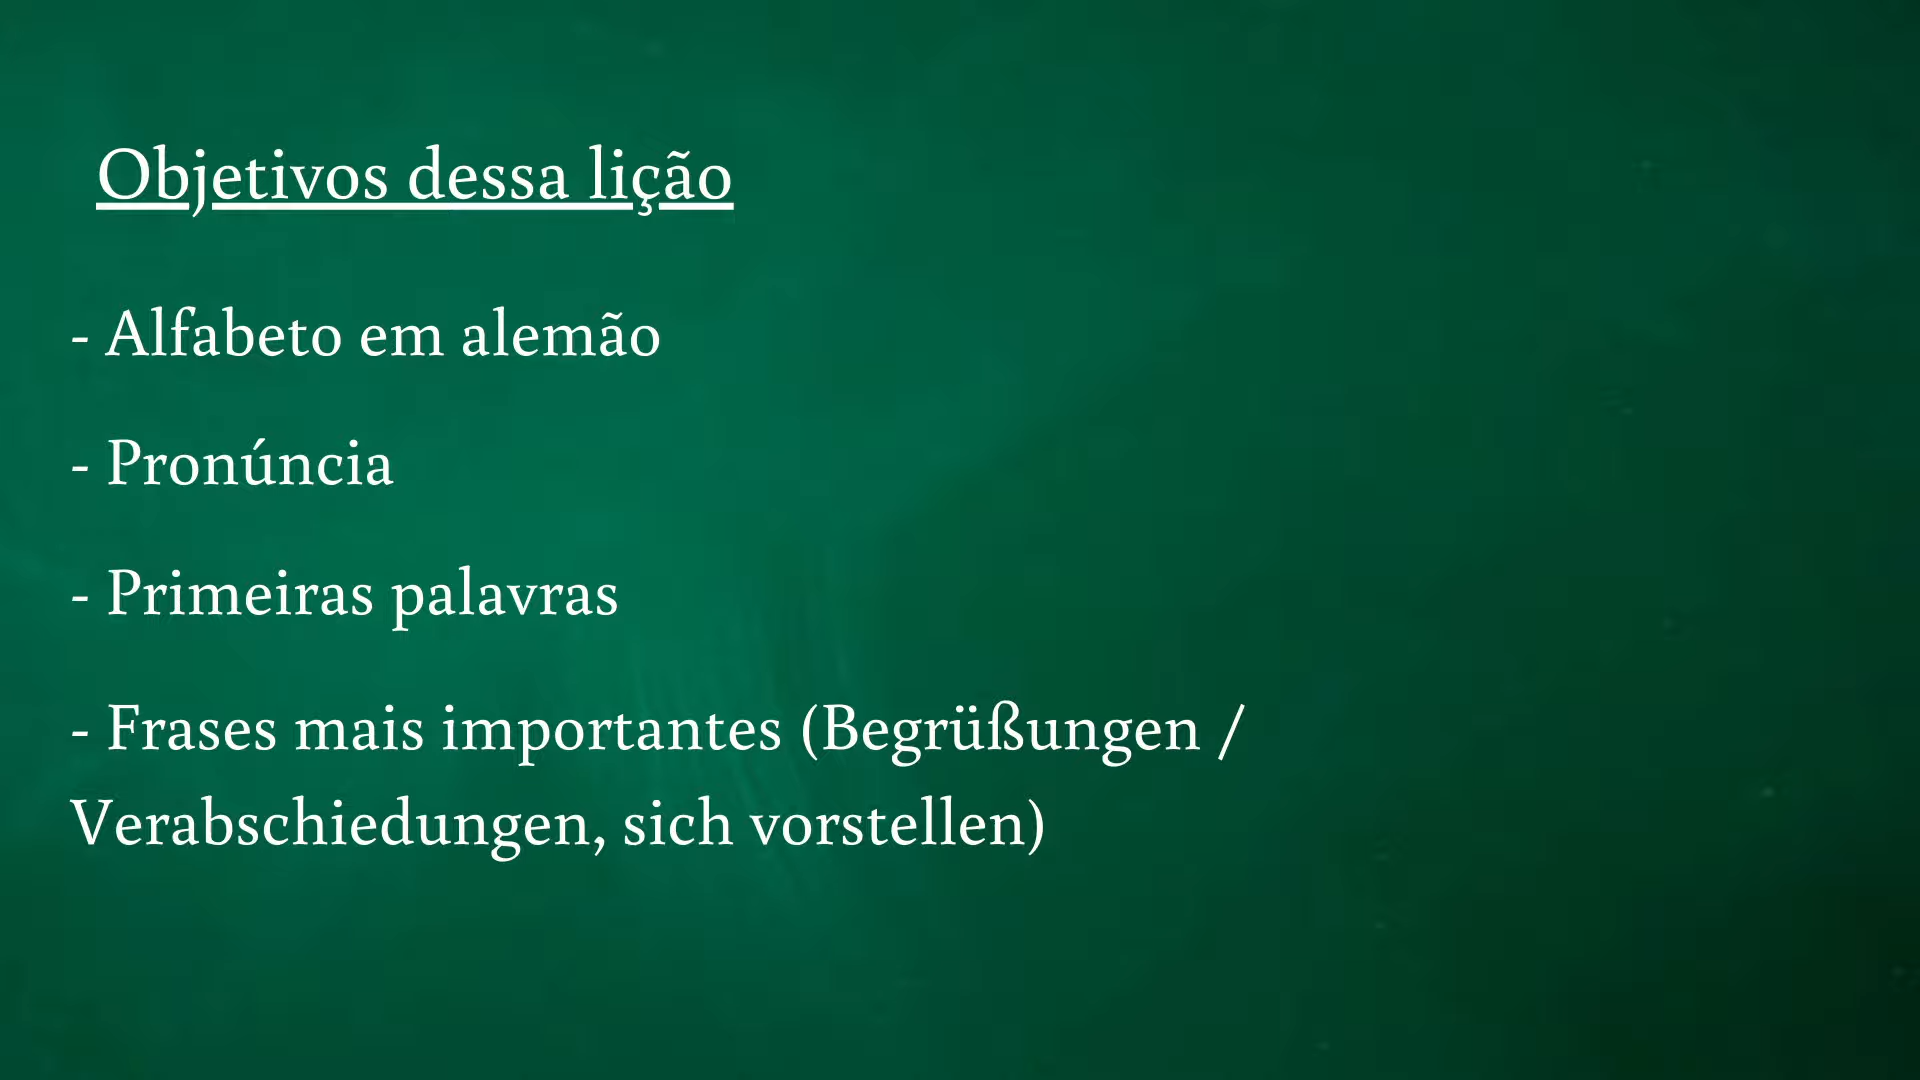 Objetivos dessa lição
- Alfabeto em alemão
- Pronúncia
- Primeiras palavras
- Frases mais importantes (Begrüßungen /
Verabschiedungen, sich vorstellen)